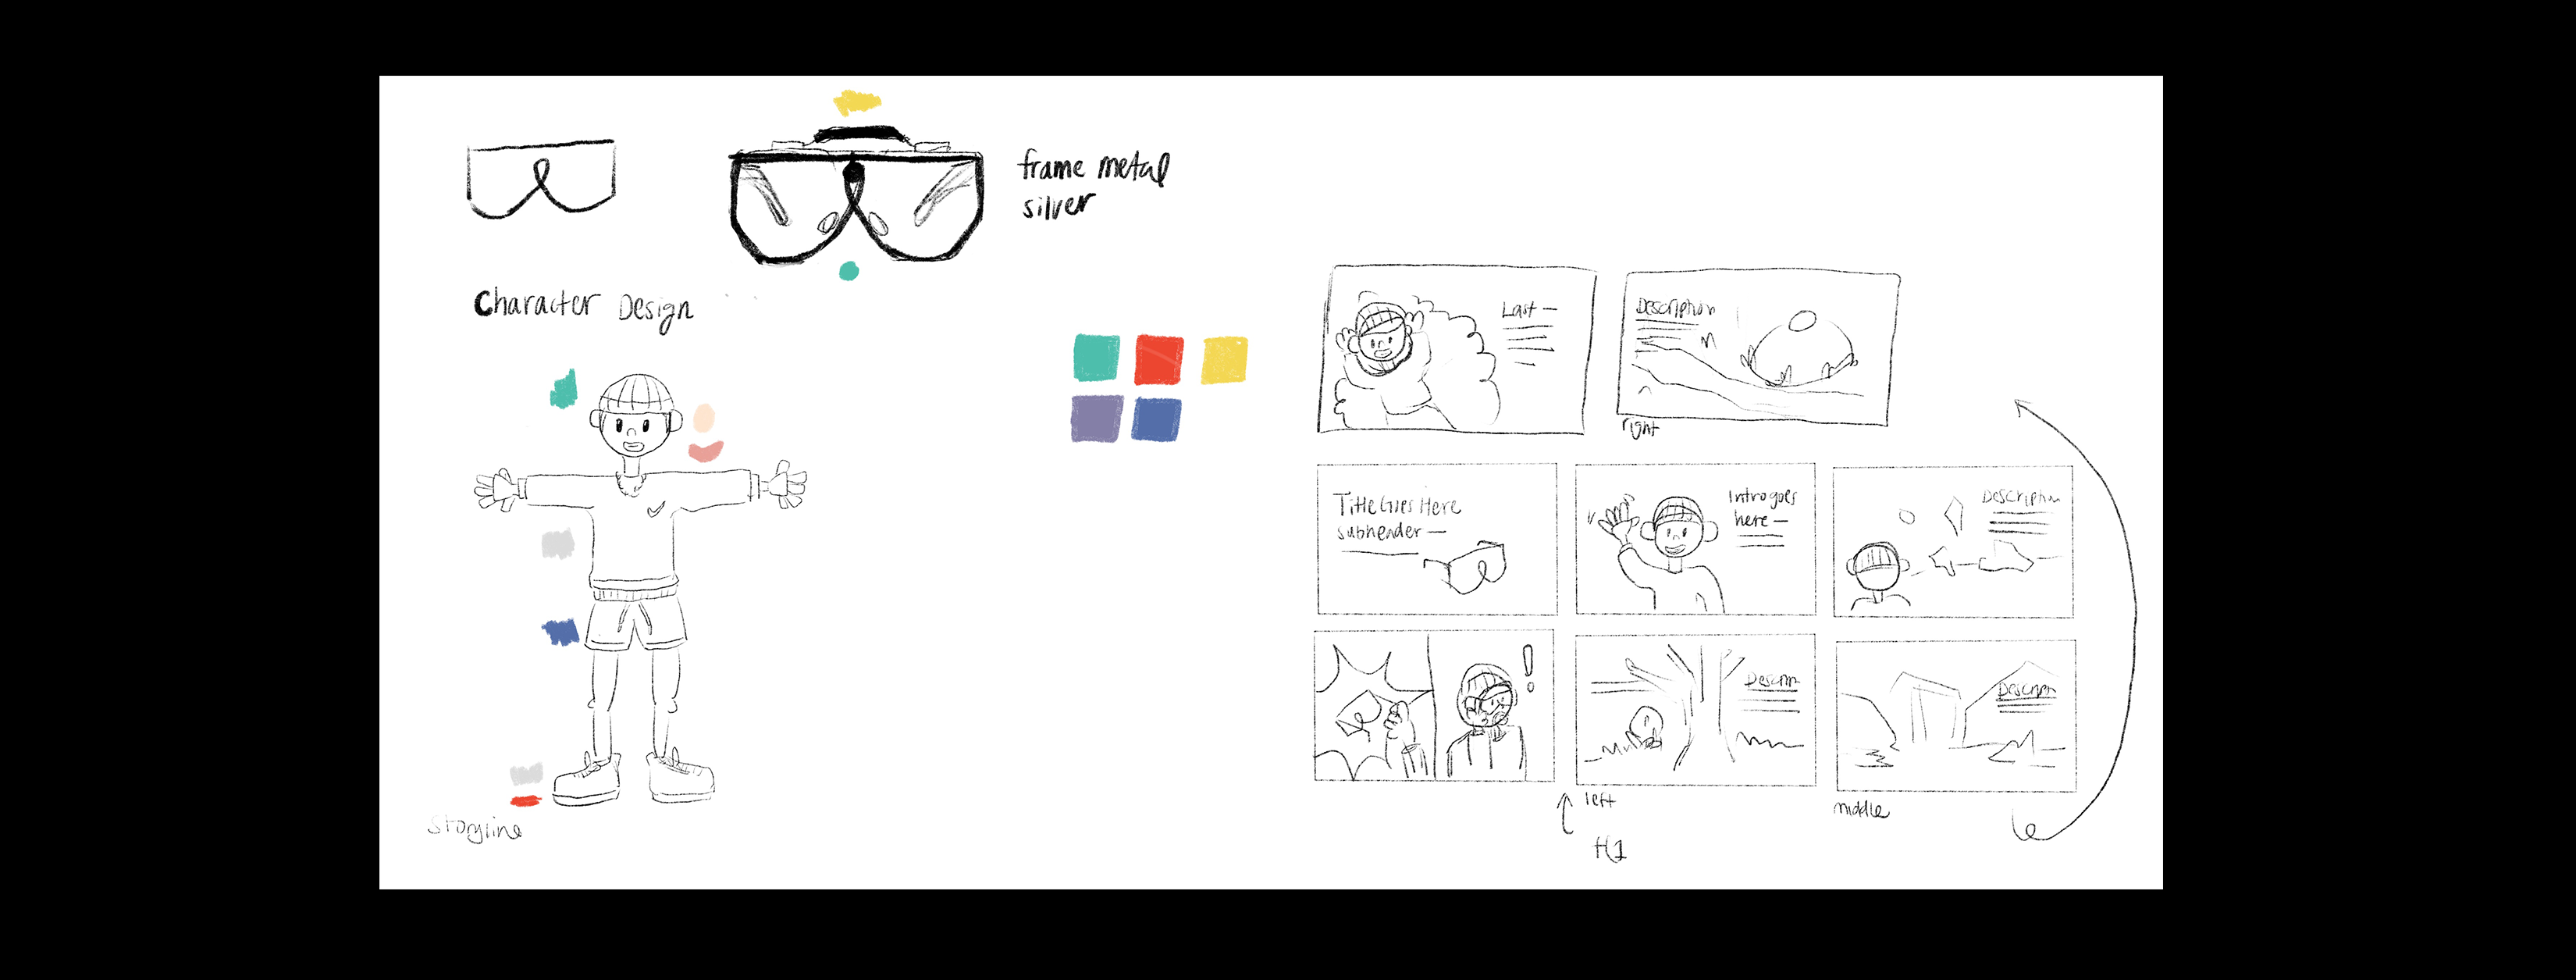 frame metal
silver
Character Design
Storyline
Last —
Description
right
Title Goes Here
subheader —
Intro goes
here —
Description
Descrip
left
Descrip
middle